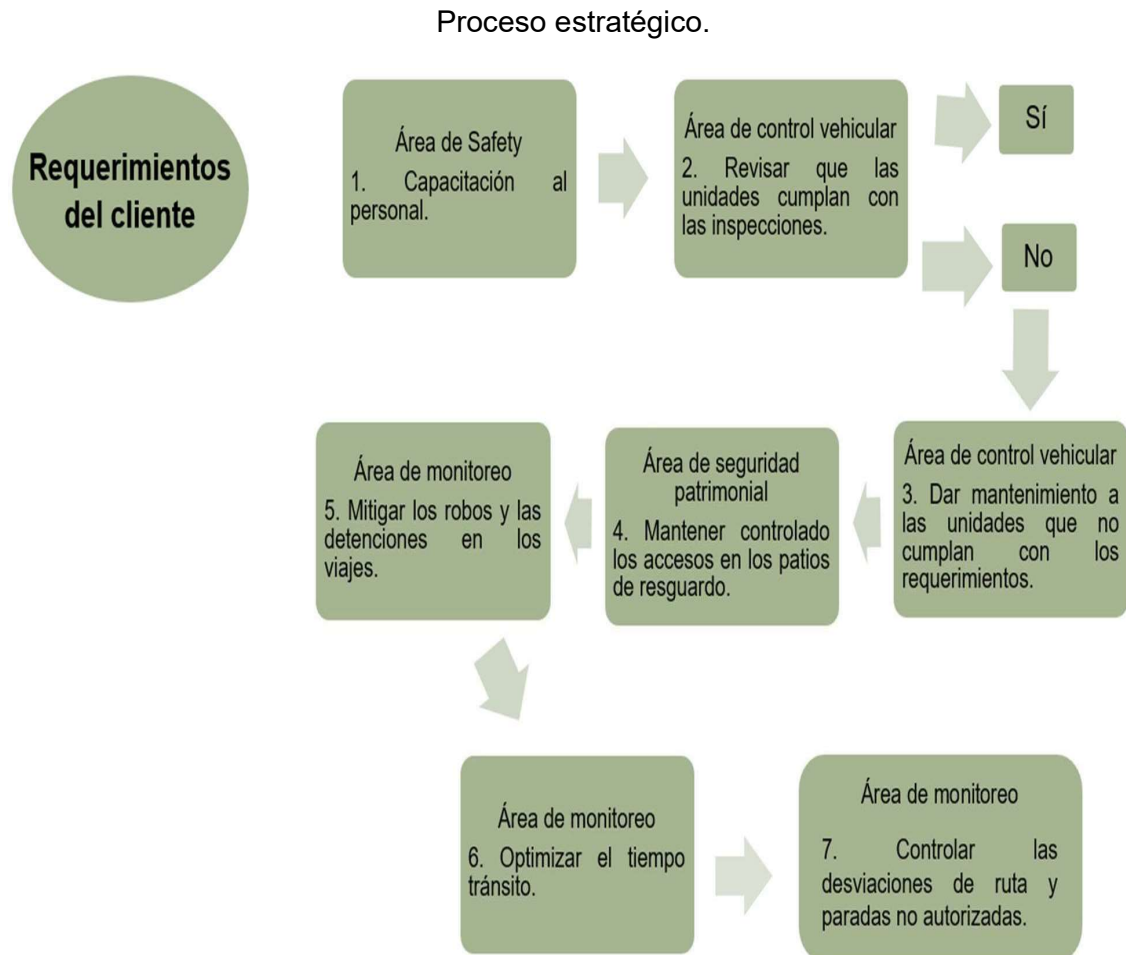 Proceso estratégico.
Requerimientos
del cliente
Área de Safety
1. Capacitación al
personal.
Área de control vehicular
2. Revisar que las
unidades cumplan con
las inspecciones.
Sí
No
Área de control vehicular
3. Dar mantenimiento a
las unidades que no
cumplan con los
requerimientos.
Área de seguridad
patrimonial
4. Mantener controlado
los accesos en los patios
de resguardo.
Área de monitoreo
5. Mitigar los robos y las
detenciones en los
viajes.
Área de monitoreo
6. Optimizar el tiempo
tránsito.
Área de monitoreo
7. Controlar las
desviaciones de ruta y
paradas no autorizadas.